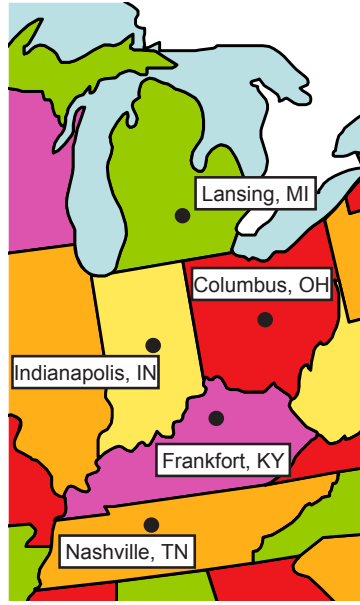 Lansing, MI
Columbus, OH
Indianapolis, IN
Frankfort, KY
Nashville, TN